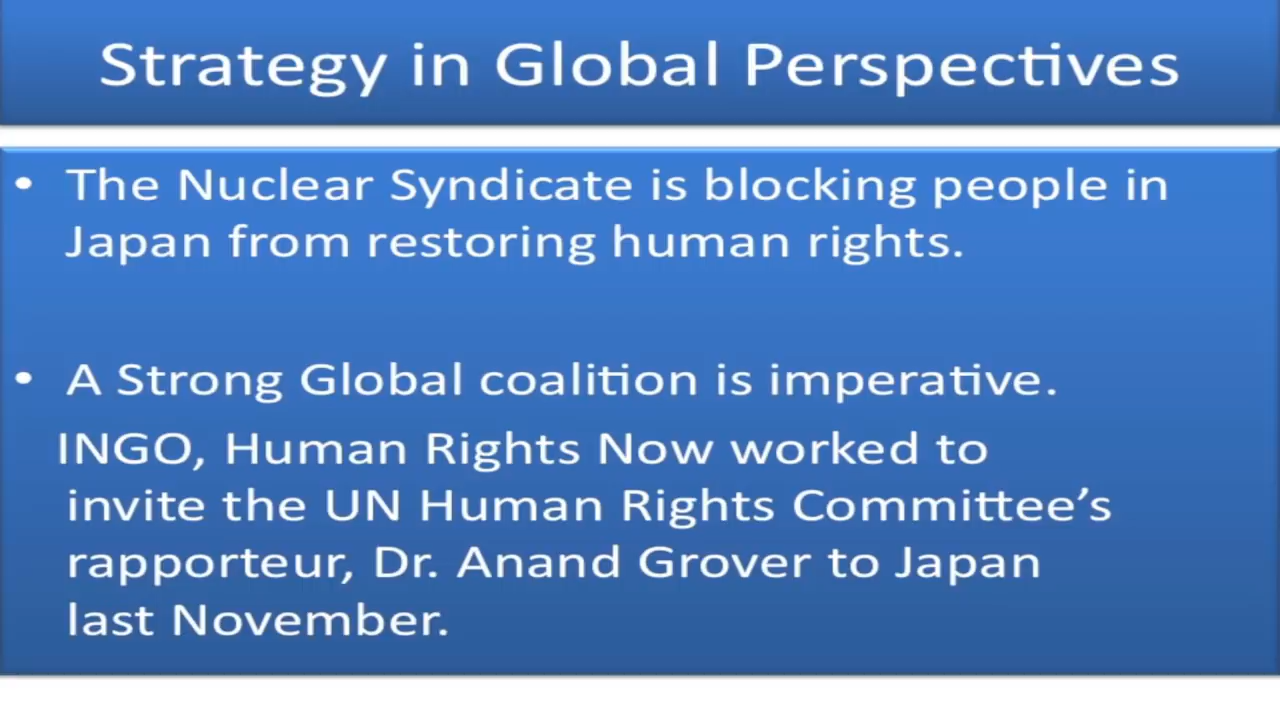 Strategy in Global Perspectives
• The Nuclear Syndicate is blocking people in
Japan from restoring human rights.
• A Strong Global coalition is imperative.
INGO, Human Rights Now worked to
invite the UN Human Rights Committee’s
rapporteur, Dr. Anand Grover to Japan
last November.